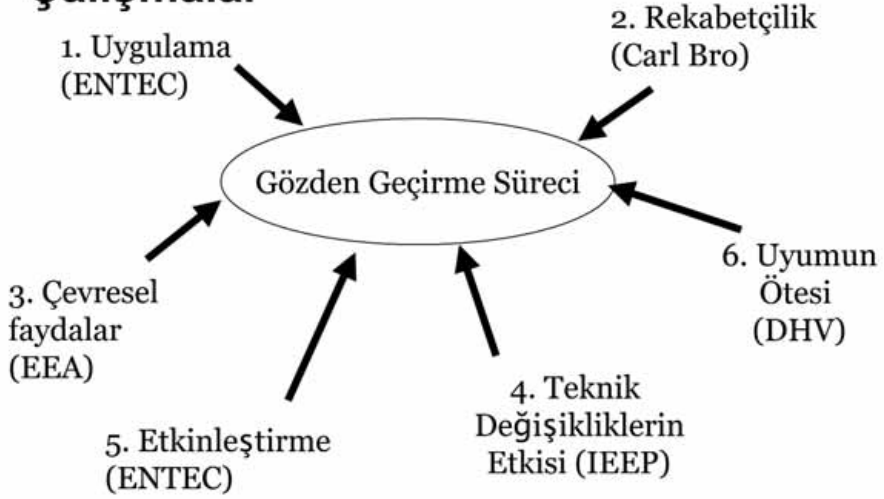 1. Uygulama
(ENTEC)
2. Rekabetçilik
(Carl Bro)
Gözden Geçirme Süreci
3. Çevresel
faydalar
(EEA)
6. Uyumun
Ötesi
(DHV)
5. Etkinleştirme
(ENTEC)
4. Teknik
Değişikliklerin
Etkisi (IEEP)